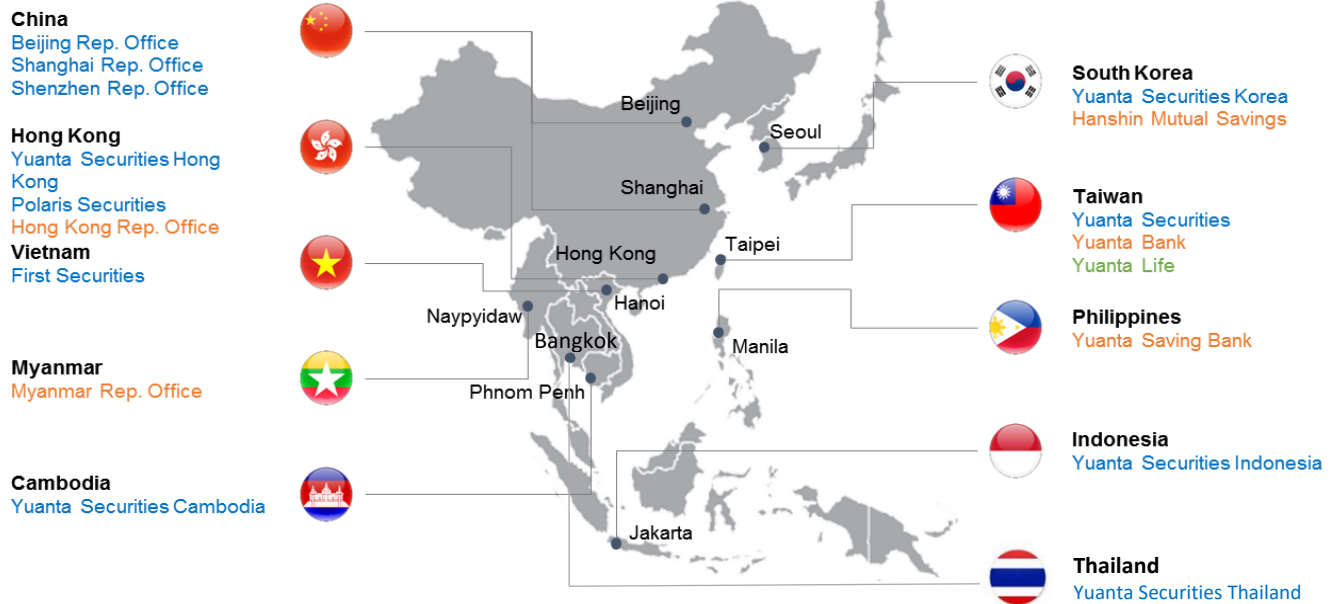 China
Beijing Rep. Office
Shanghai Rep. Office
Shenzhen Rep. Office
Hong Kong
Yuanta Securities Hong
Kong
Polaris Securities
Hong Kong Rep. Office
Vietnam
First Securities
Myanmar
Myanmar Rep. Office
Cambodia
Yuanta Securities Cambodia
Beijing
Seoul
Shanghai
Hong Kong
Taipei
Hanoi
Naypyidaw
Bangkok
Manila
Phnom Penh
Jakarta
South Korea
Yuanta Securities Korea
Hanshin Mutual Savings
Taiwan
Yuanta Securities
Yuanta Bank
Yuanta Life
Philippines
Yuanta Saving Bank
Indonesia
Yuanta Securities Indonesia
Thailand
Yuanta Securities Thailand